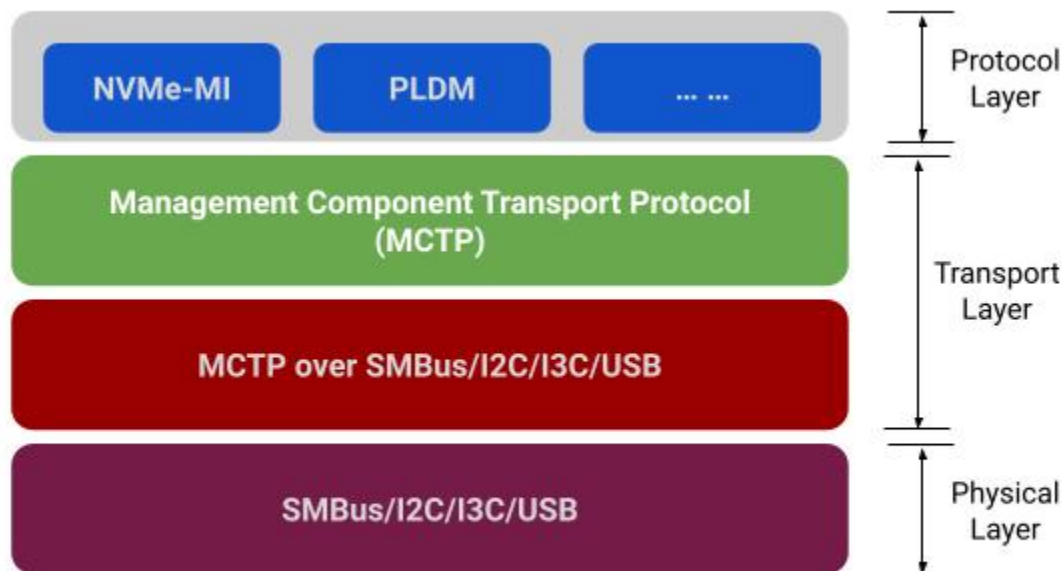 NVMe-MI
PLDM
... ...
Protocol
Layer
Management Component Transport Protocol
(MCTP)
Transport
Layer
MCTP over SMBus/I2C/I3C/USB
SMBus/I2C/I3C/USB
Physical
Layer